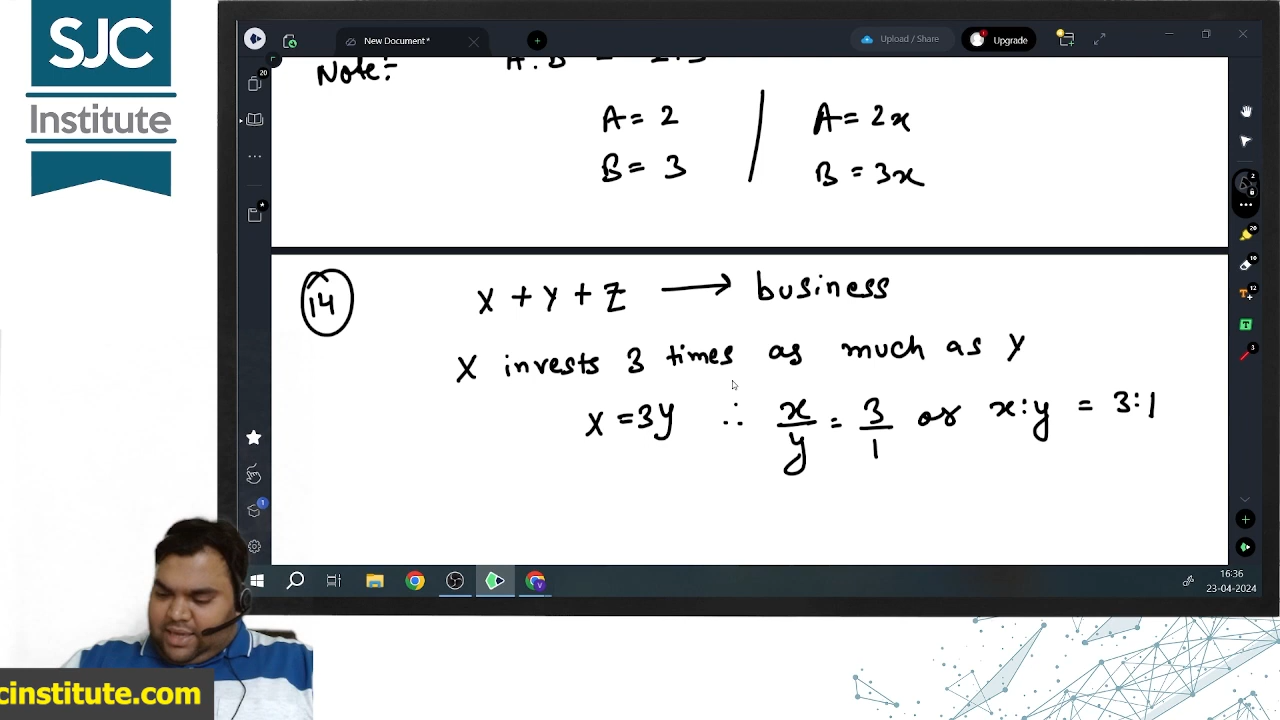 SJC
Institute
New Document*
Upload / Share
Upgrade
Note:-
A = 2
A = 2x
B = 3
B = 3x
14
X + Y + Z ⟶ business
X invests 3 times as much as Y
X = 3y ∴ x/y = 3/1 or x:y = 3:1
16:36
23-04-2024
cinstitute.com